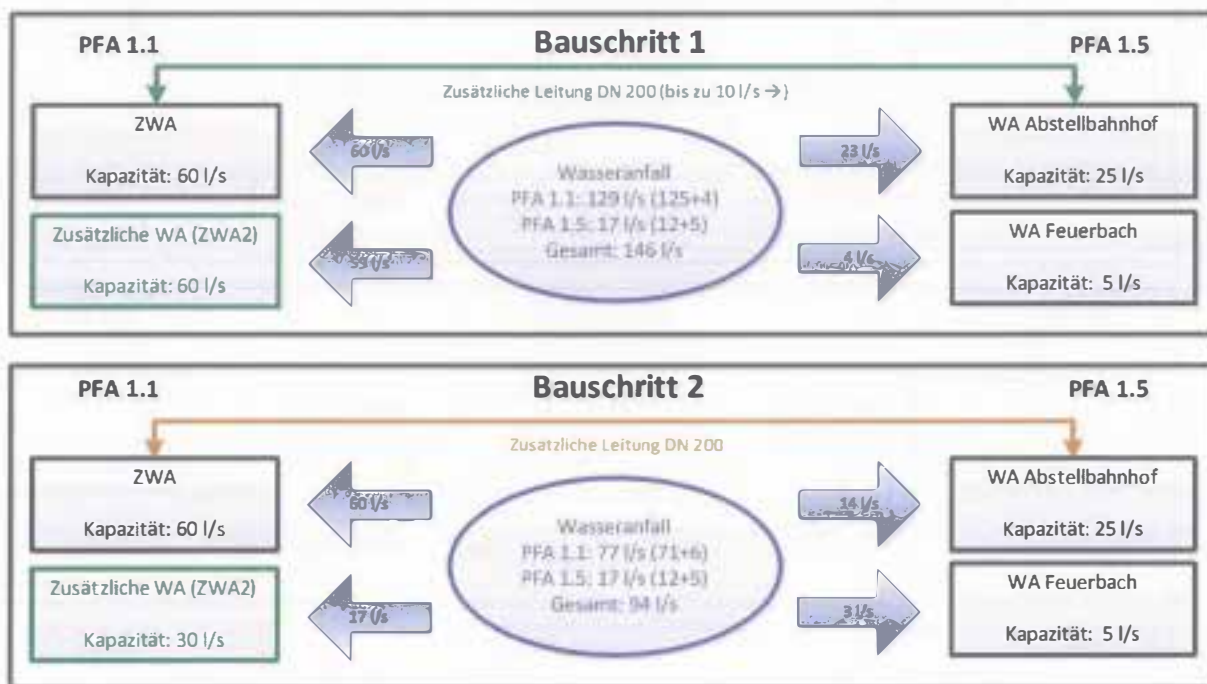 PFA 1.1
Bauschritt 1
PFA 1.5
Zusätzliche Leitung DN 200 (bis zu 10 l/s →)
ZWA
Kapazität: 60 l/s
60 l/s
Wasseranfall
PFA 1.1: 129 l/s (125+4)
PFA 1.5: 17 l/s (12+5)
Gesamt: 146 l/s
23 l/s
WA Abstellbahnhof
Kapazität: 25 l/s
Zusätzliche WA (ZWA2)
Kapazität: 60 l/s
l/s
4 l/s
WA Feuerbach
Kapazität: 5 l/s
PFA 1.1
Bauschritt 2
PFA 1.5
Zusätzliche Leitung DN 200
ZWA
Kapazität: 60 l/s
60 l/s
Wasseranfall
PFA 1.1: 77 l/s (71+6)
PFA 1.5: 17 l/s (12+5)
Gesamt: 94 l/s
14 l/s
WA Abstellbahnhof
Kapazität: 25 l/s
Zusätzliche WA (ZWA2)
Kapazität: 30 l/s
17 l/s
3 l/s
WA Feuerbach
Kapazität: 5 l/s